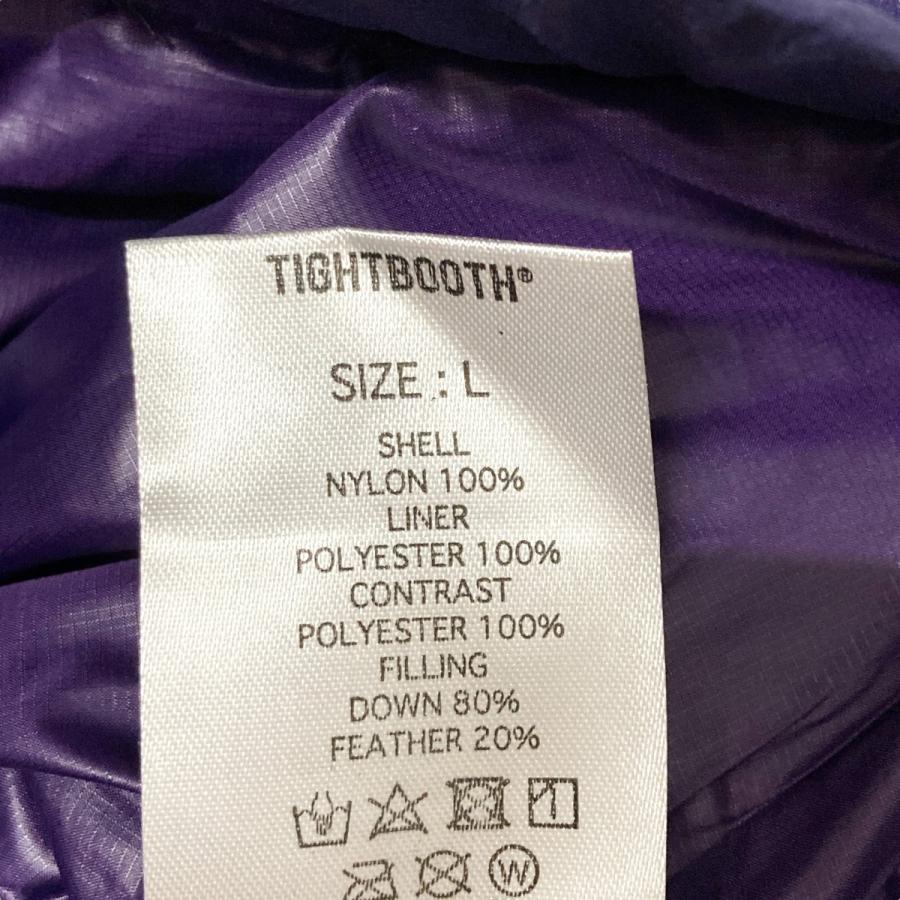 TIGHTBOOTH®
SIZE : L
SHELL
NYLON 100%
LINER
POLYESTER 100%
CONTRAST
POLYESTER 100%
FILLING
DOWN 80%
FEATHER 20%
W